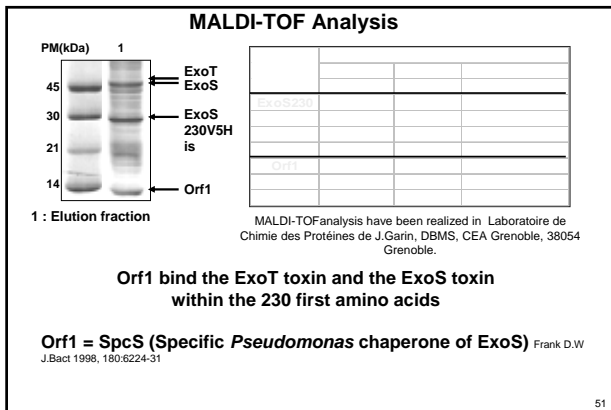 MALDI-TOF Analysis
PM(kDa) 1
ExoT
ExoS
45
30
ExoS
230V5H
is
21
14
Orf1
1 : Elution fraction
ExoS230
Orf1
MALDI-TOFanalysis have been realized in Laboratoire de
Chimie des Protéines de J.Garin, DBMS, CEA Grenoble, 38054
Grenoble.
Orf1 bind the ExoT toxin and the ExoS toxin
within the 230 first amino acids
Orf1 = SpcS (Specific Pseudomonas chaperone of ExoS) Frank D.W
J.Bact 1998, 180:6224-31
51